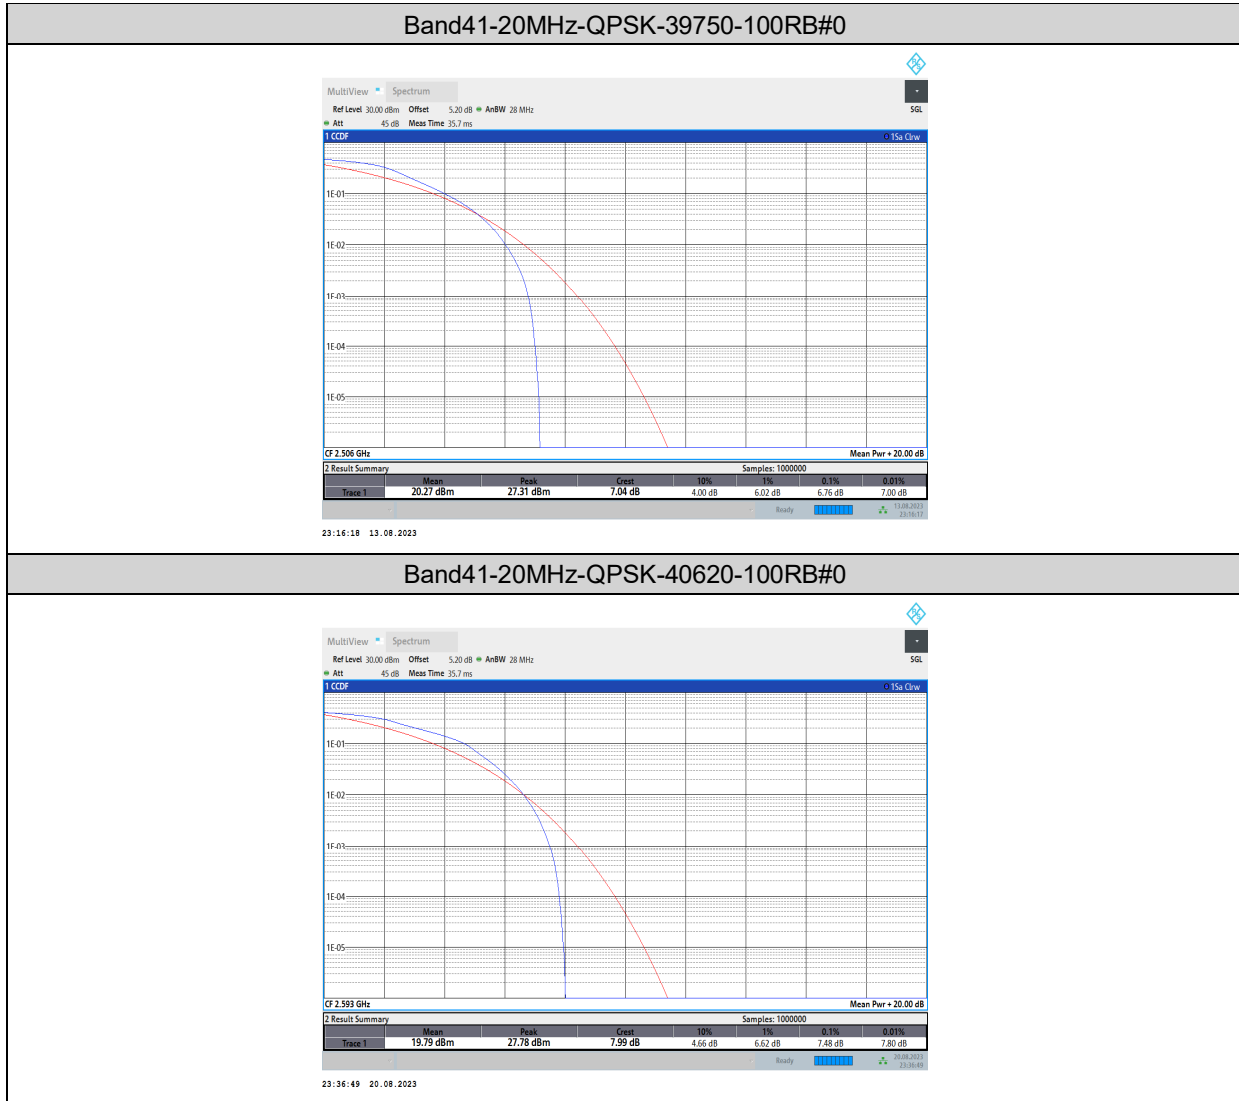 Band41-20MHz-QPSK-39750-100RB#0
MultiView Spectrum
Ref Level 30.00 dBm Offset 5.20 dB AnBW 28 MHz SGL
Att 45 dB Meas Time 35.7 ms
1 CCDF 1Sa Clrw
1E-01
1E-02
1E-03
1E-04
1E-05
CF 2.506 GHz Mean Pwr + 20.00 dB
2 Result Summary Samples: 1000000
Mean Peak Crest 10% 1% 0.1% 0.01%
Trace 1 20.27 dBm 27.31 dBm 7.04 dB 4.00 dB 6.02 dB 6.76 dB 7.00 dB
Ready 13.08.2023
23:16:17
23:16:18 13.08.2023
Band41-20MHz-QPSK-40620-100RB#0
MultiView Spectrum
Ref Level 30.00 dBm Offset 5.20 dB AnBW 28 MHz SGL
Att 45 dB Meas Time 35.7 ms
1 CCDF 1Sa Clrw
1E-01
1E-02
1E-03
1E-04
1E-05
CF 2.593 GHz Mean Pwr + 20.00 dB
2 Result Summary Samples: 1000000
Mean Peak Crest 10% 1% 0.1% 0.01%
Trace 1 19.79 dBm 27.78 dBm 7.99 dB 4.66 dB 6.62 dB 7.48 dB 7.80 dB
Ready 20.08.2023
23:36:49
23:36:49 20.08.2023